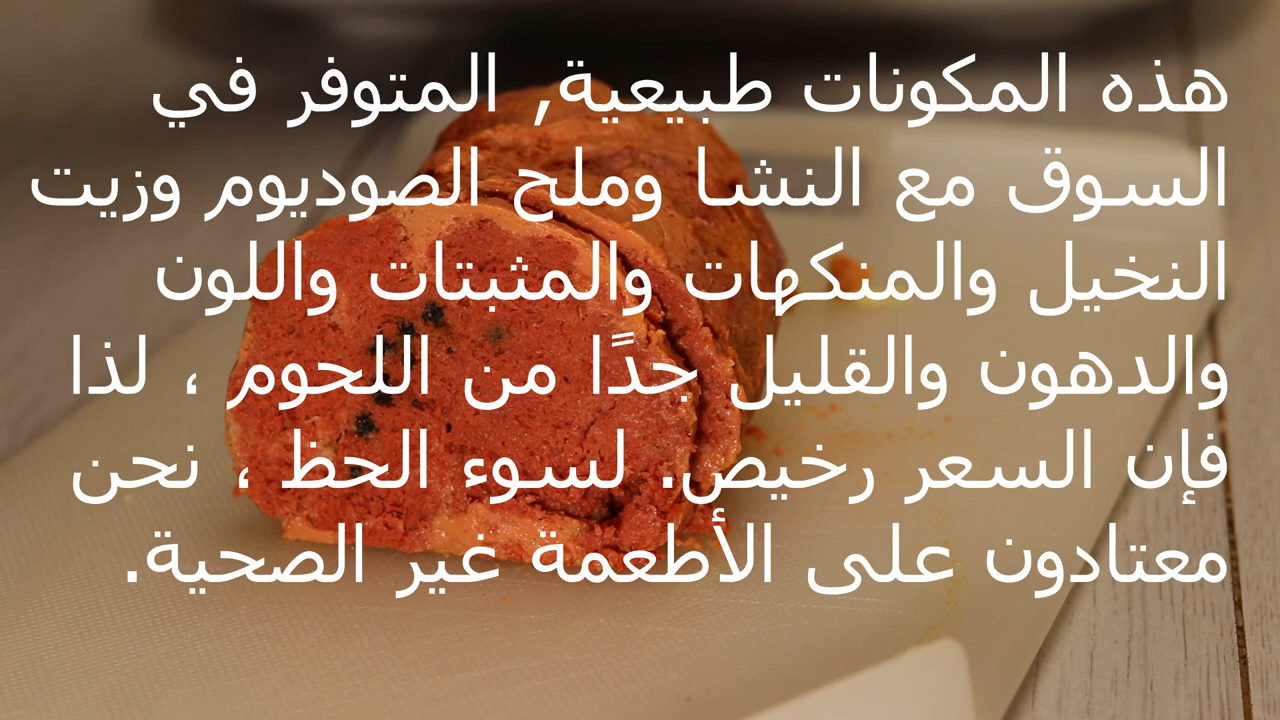 هذه المكونات طبيعية, المتوفر في
السوق مع النشا وملح الصوديوم وزيت
النخيل والمنكهات والمثبتات واللون
والدهون والقليل جدًا من اللحوم ، لذا
فإن السعر رخيص. لسوء الحظ ، نحن
معتادون على الأطعمة غير الصحية.